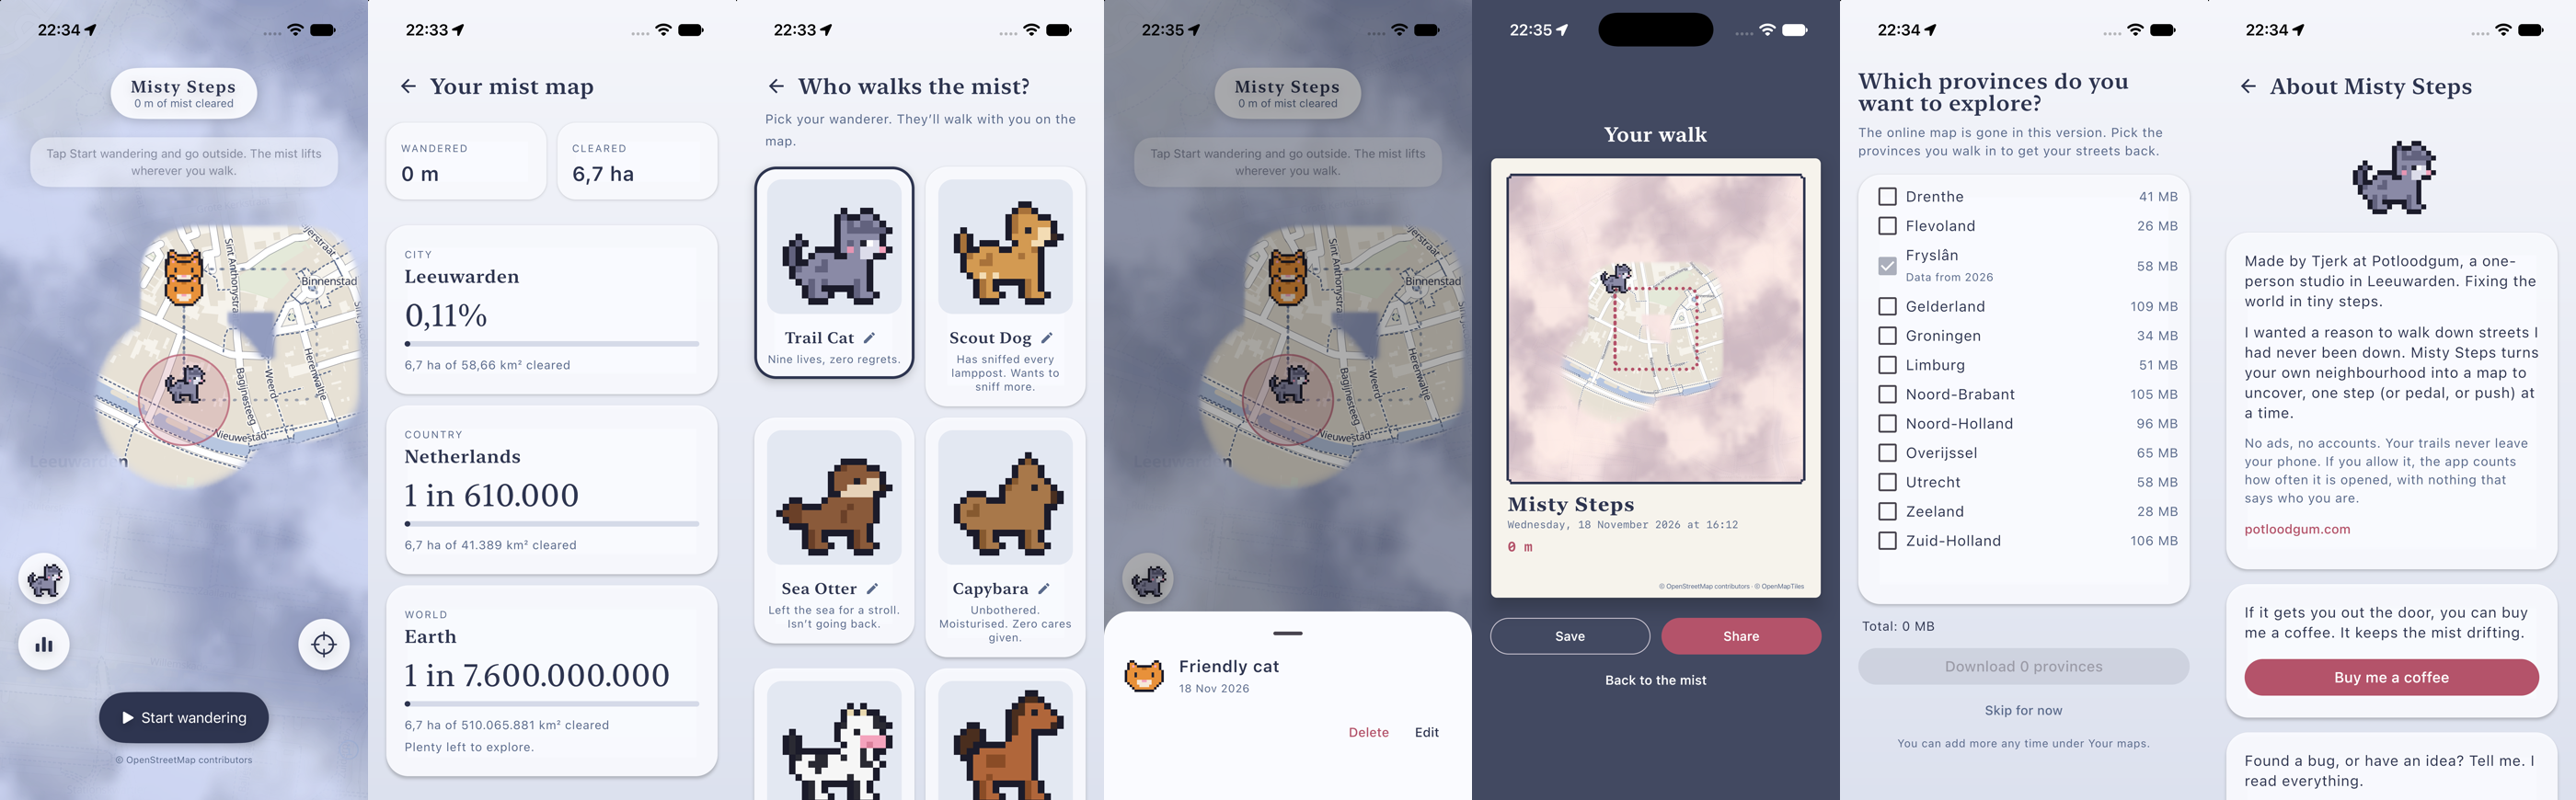 22:34
Misty Steps
0 m of mist cleared
Tap Start wandering and go outside. The mist lifts
wherever you walk.
Sint Anthonystra
Binnenstad
Bagijnesteeg
Weerd
Herenwaltje
Nieuwestad
Leeuwarden
Start wandering
© OpenStreetMap contributors
22:33
Your mist map
WANDERED
0 m
CLEARED
6,7 ha
CITY
Leeuwarden
0,11%
6,7 ha of 58,66 km² cleared
COUNTRY
Netherlands
1 in 610.000
6,7 ha of 41.389 km² cleared
WORLD
Earth
1 in 7.600.000.000
6,7 ha of 510.065.881 km² cleared
Plenty left to explore.
22:33
Who walks the mist?
Pick your wanderer. They’ll walk with you on the
map.
Trail Cat
Nine lives, zero regrets.
Scout Dog
Has sniffed every
lamppost. Wants to
sniff more.
Sea Otter
Left the sea for a stroll.
Isn’t going back.
Capybara
Unbothered.
Moisturised. Zero cares
given.
22:35
Misty Steps
0 m of mist cleared
Tap Start wandering and go outside. The mist lifts
wherever you walk.
Sint Anthonystra
Binnenstad
Bagijnesteeg
Weerd
Herenwaltje
Nieuwestad
Leeuwarden
Friendly cat
18 Nov 2026
Delete
Edit
22:35
Your walk
Misty Steps
Wednesday, 18 November 2026 at 16:12
0 m
© OpenStreetMap contributors · © OpenMapTiles
Save
Share
Back to the mist
22:34
Which provinces do you
want to explore?
The online map is gone in this version. Pick the
provinces you walk in to get your streets back.
Drenthe 41 MB
Flevoland 26 MB
Fryslân 58 MB
Data from 2026
Gelderland 109 MB
Groningen 34 MB
Limburg 51 MB
Noord-Brabant 105 MB
Noord-Holland 96 MB
Overijssel 65 MB
Utrecht 58 MB
Zeeland 28 MB
Zuid-Holland 106 MB
Total: 0 MB
Download 0 provinces
Skip for now
You can add more any time under Your maps.
22:34
About Misty Steps
Made by Tjerk at Potloodgum, a one-
person studio in Leeuwarden. Fixing the
world in tiny steps.
I wanted a reason to walk down streets I
had never been down. Misty Steps turns
your own neighbourhood into a map to
uncover, one step (or pedal, or push) at
a time.
No ads, no accounts. Your trails never leave
your phone. If you allow it, the app counts
how often it is opened, with nothing that
says who you are.
potloodgum.com
If it gets you out the door, you can buy
me a coffee. It keeps the mist drifting.
Buy me a coffee
Found a bug, or have an idea? Tell me. I
read everything.